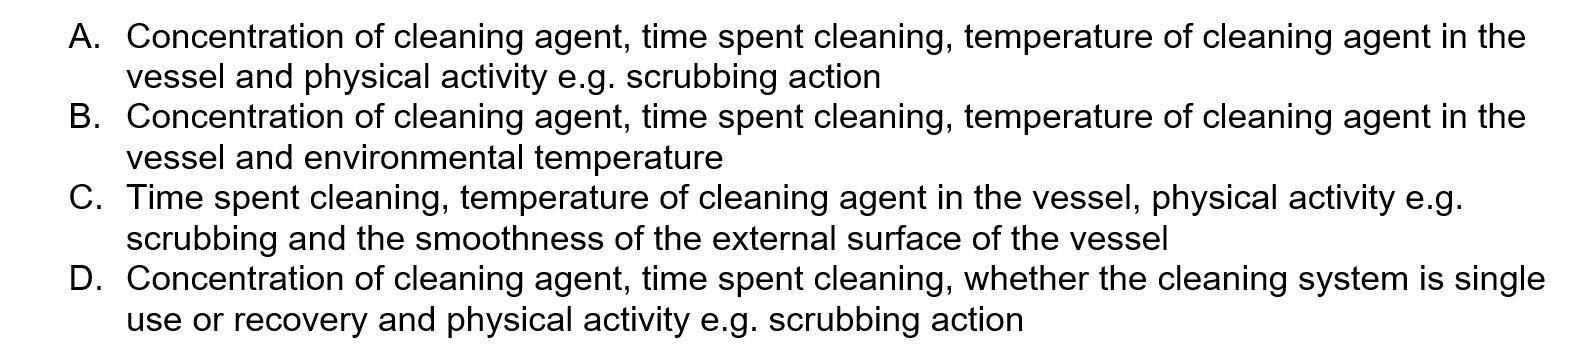 A. Concentration of cleaning agent, time spent cleaning, temperature of cleaning agent in the
vessel and physical activity e.g. scrubbing action
B. Concentration of cleaning agent, time spent cleaning, temperature of cleaning agent in the
vessel and environmental temperature
C. Time spent cleaning, temperature of cleaning agent in the vessel, physical activity e.g.
scrubbing and the smoothness of the external surface of the vessel
D. Concentration of cleaning agent, time spent cleaning, whether the cleaning system is single
use or recovery and physical activity e.g. scrubbing action